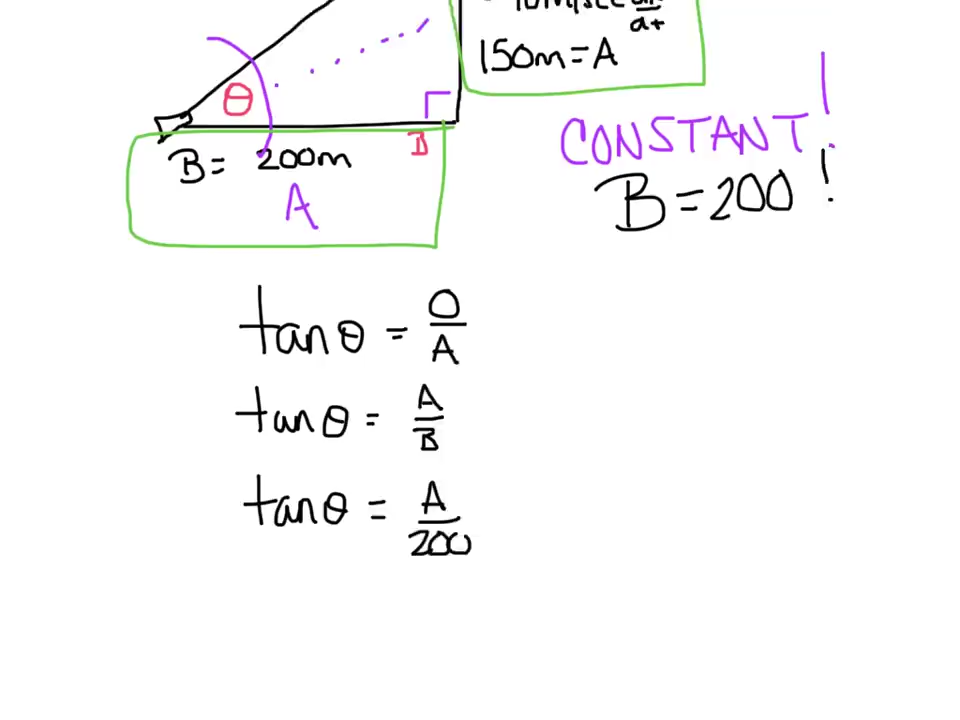 150m = A
θ
CONSTANT!
B
B = 200m
B = 200!
A
tanθ = O/A
tanθ = A/B
tanθ = A/200